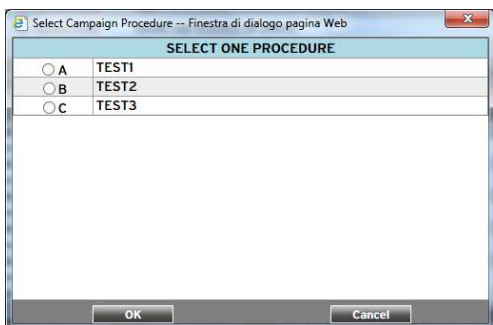 Select Campaign Procedure -- Finestra di dialogo pagina Web
SELECT ONE PROCEDURE
A TEST1
B TEST2
C TEST3
OK Cancel